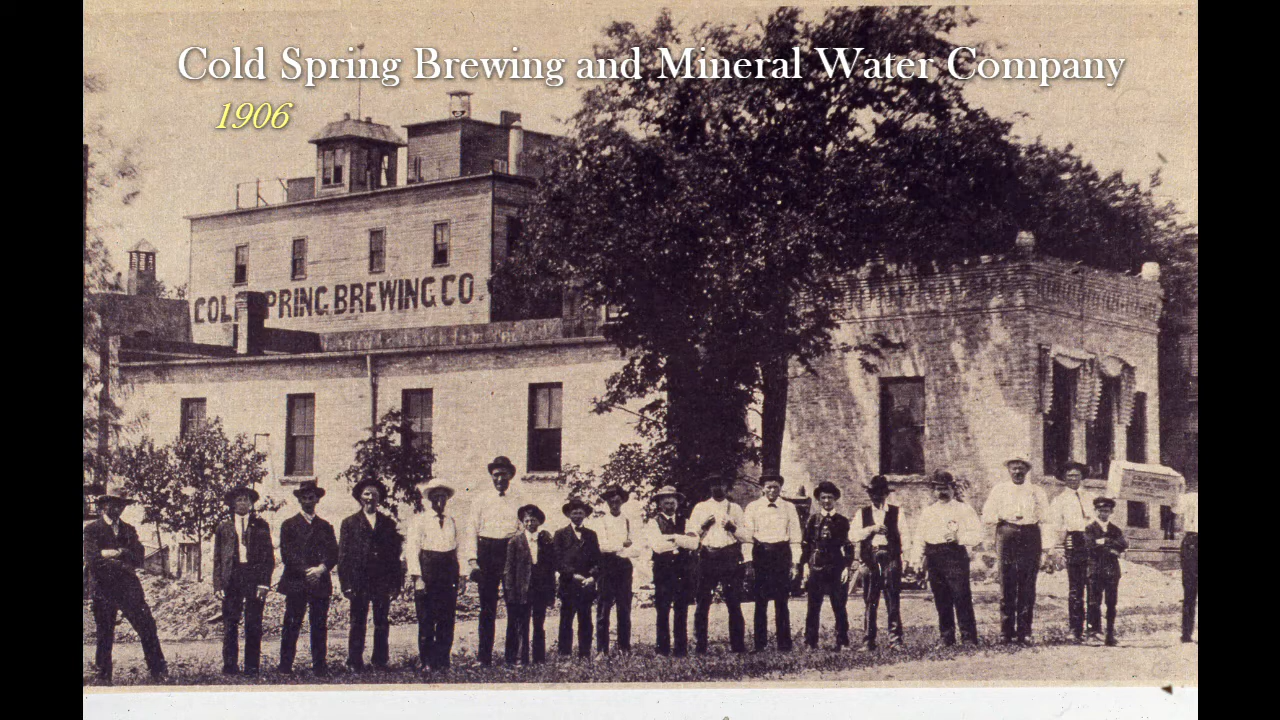 Cold Spring Brewing and Mineral Water Company
1906
COLD SPRING BREWING CO.